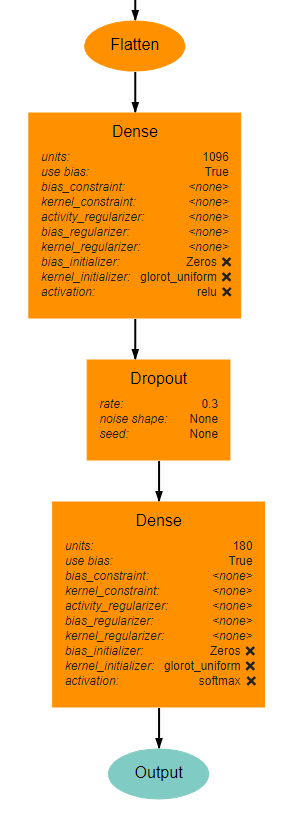 Flatten
Dense
units: 1096
use bias: True
bias_constraint: <none>
kernel_constraint: <none>
activity_regularizer: <none>
bias_regularizer: <none>
kernel_regularizer: <none>
bias_initializer: Zeros ✖
kernel_initializer: glorot_uniform ✖
activation: relu ✖
Dropout
rate: 0.3
noise shape: None
seed: None
Dense
units: 180
use bias: True
bias_constraint: <none>
kernel_constraint: <none>
activity_regularizer: <none>
bias_regularizer: <none>
kernel_regularizer: <none>
bias_initializer: Zeros ✖
kernel_initializer: glorot_uniform ✖
activation: softmax ✖
Output